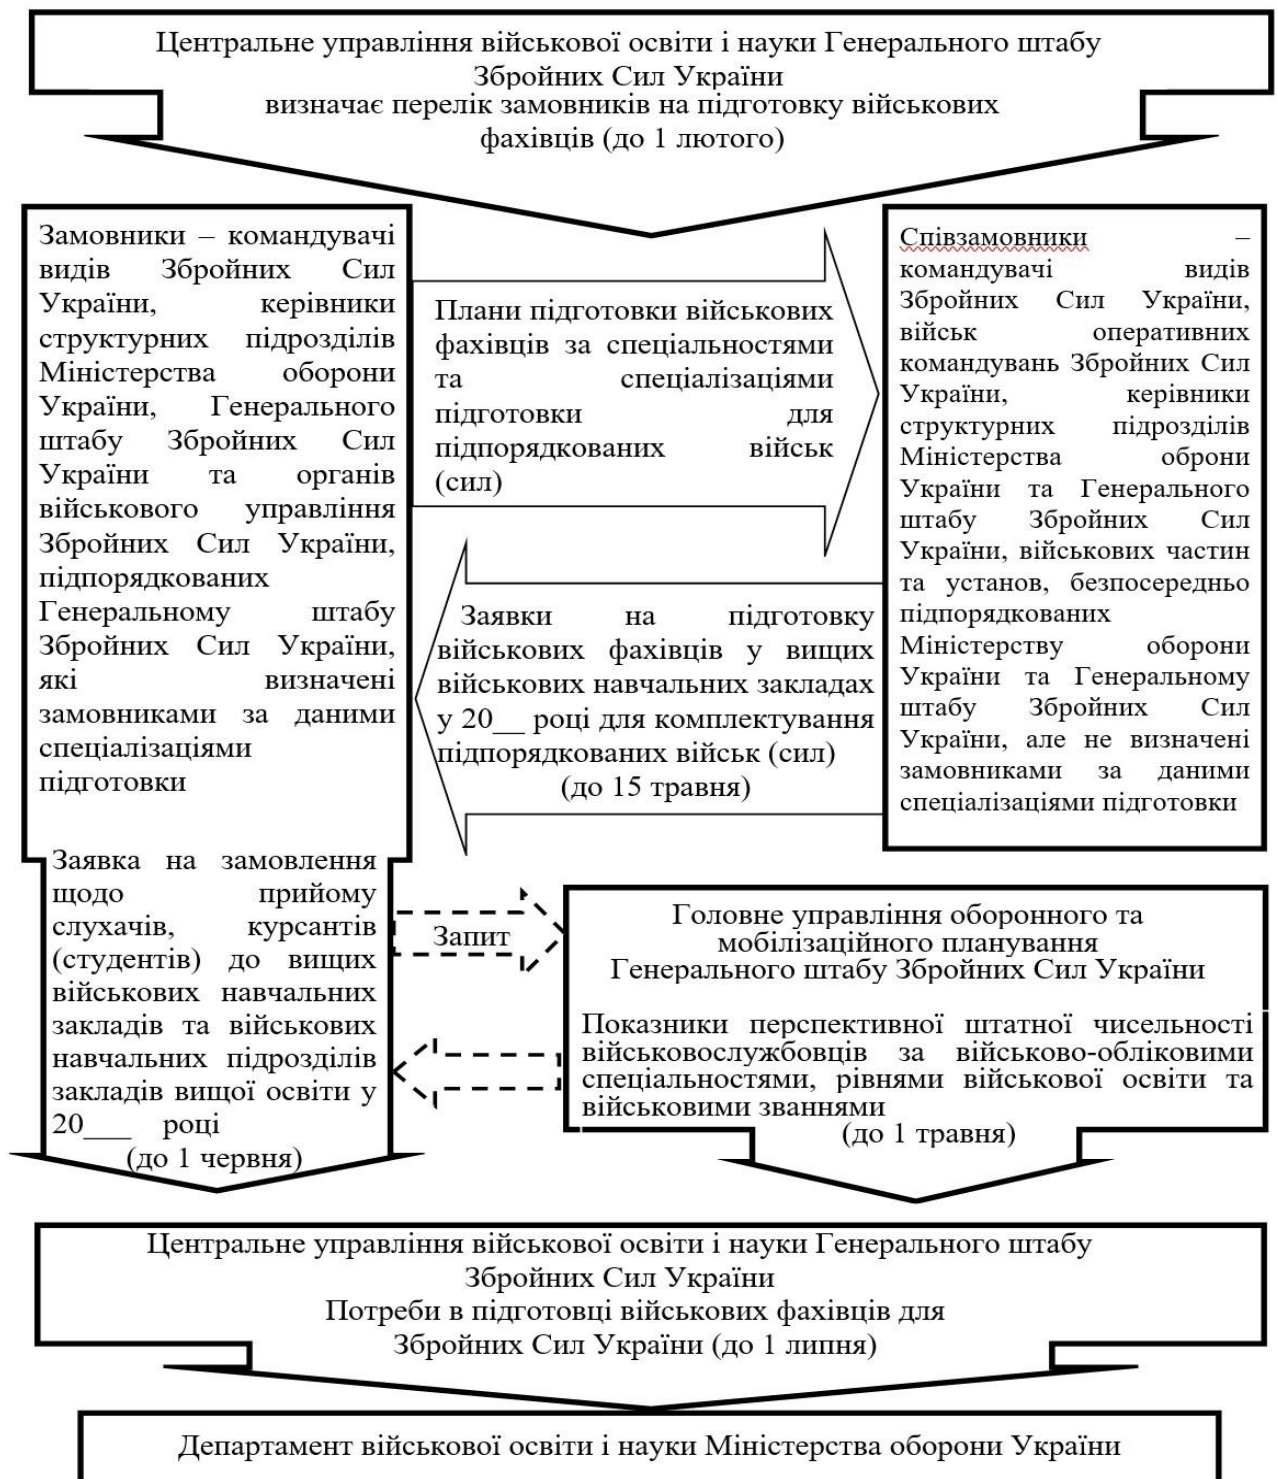 Центральне управління військової освіти і науки Генерального штабу
Збройних Сил України
визначає перелік замовників на підготовку військових
фахівців (до 1 лютого)
Замовники – командувачі
видів Збройних Сил
України, керівники
структурних підрозділів
Міністерства оборони
України, Генерального
штабу Збройних Сил
України та органів
військового управління
Збройних Сил України,
підпорядкованих
Генеральному штабу
Збройних Сил України,
які визначені
замовниками за даними
спеціалізаціями
підготовки
Плани підготовки військових
фахівців за спеціальностями
та спеціалізаціями
підготовки для
підпорядкованих військ
(сил)
Співзамовники –
командувачі видів
Збройних Сил України,
військ оперативних
командувань Збройних Сил
України, керівники
структурних підрозділів
Міністерства оброни
України та Генерального
штабу Збройних Сил
України, військових частин
та установ, безпосередньо
підпорядкованих
Міністерству оборони
України та Генеральному
штабу Збройних Сил
України, але не визначені
замовниками за даними
спеціалізаціями підготовки
Заявки на підготовку
військових фахівців у вищих
військових навчальних закладах
у 20__ році для комплектування
підпорядкованих військ (сил)
(до 15 травня)
Заявка на замовлення
щодо прийому
слухачів, курсантів
(студентів) до вищих
військових навчальних
закладів та військових
навчальних підрозділів
закладів вищої освіти у
20___ році
(до 1 червня)
Запит
Головне управління оборонного та
мобілізаційного планування
Генерального штабу Збройних Сил України
Показники перспективної штатної чисельності
військовослужбовців за військово-обліковими
спеціальностями, рівнями військової освіти та
військовими званнями
(до 1 травня)
Центральне управління військової освіти і науки Генерального штабу
Збройних Сил України
Потреби в підготовці військових фахівців для
Збройних Сил України (до 1 липня)
Департамент військової освіти і науки Міністерства оборони України